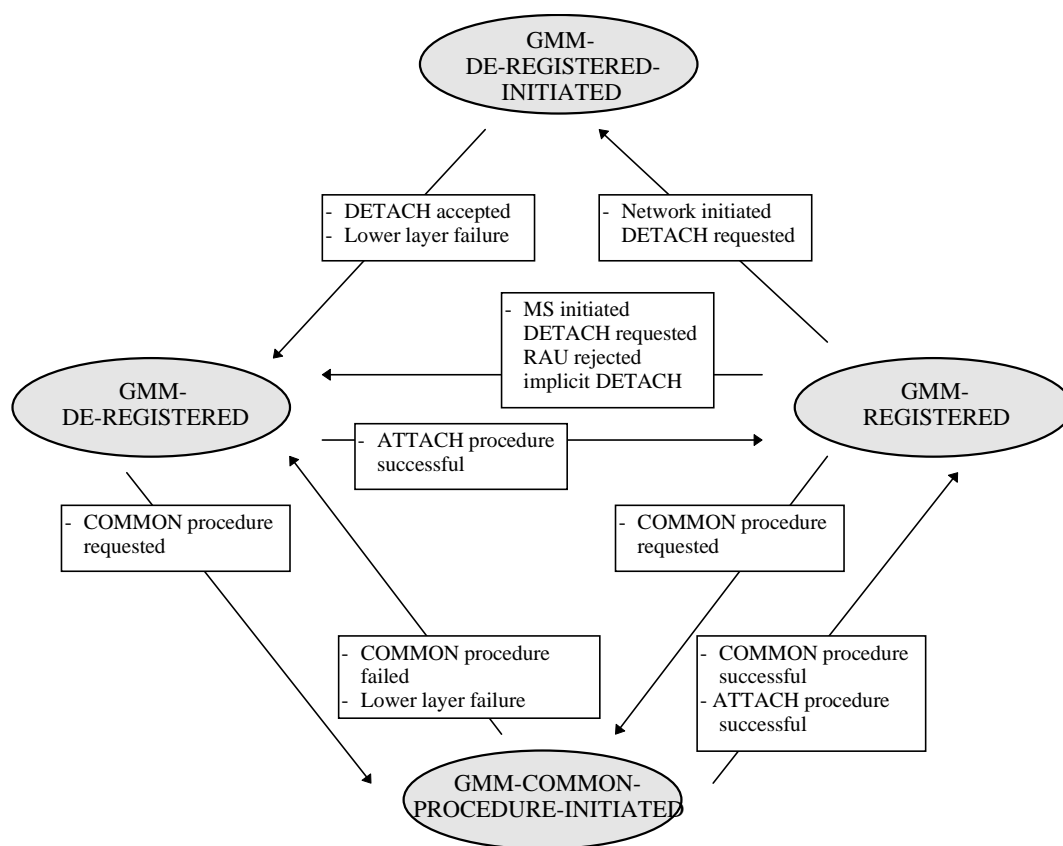 GMM-
DE-REGISTERED-
INITIATED
- DETACH accepted
- Lower layer failure
- Network initiated
DETACH requested
- MS initiated
DETACH requested
RAU rejected
implicit DETACH
GMM-
DE-REGISTERED
GMM-
REGISTERED
- ATTACH procedure
successful
- COMMON procedure
requested
- COMMON procedure
requested
- COMMON procedure
failed
- Lower layer failure
- COMMON procedure
successful
- ATTACH procedure
successful
GMM-COMMON-
PROCEDURE-INITIATED